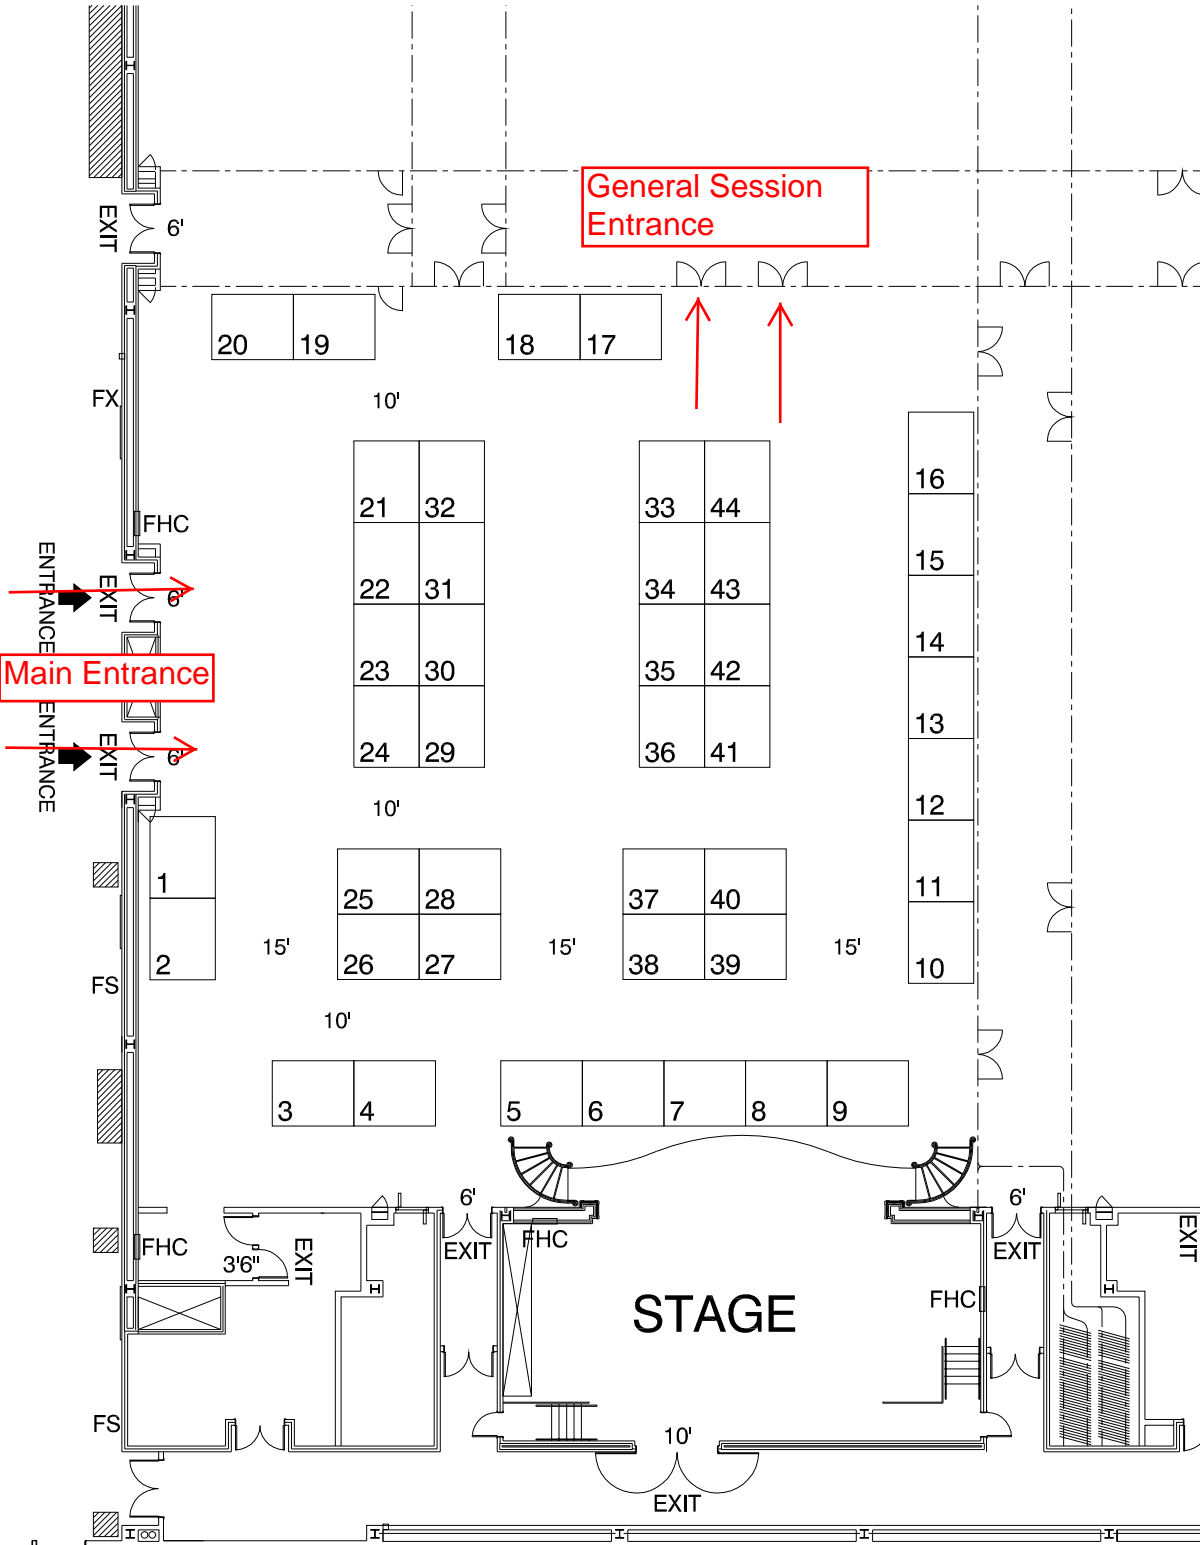 General Session
Entrance
EXIT
6'
20
19
18
17
FX
10'
16
21
32
33
44
FHC
15
ENTRANCE
EXIT
6'
22
31
34
43
14
Main Entrance
23
30
35
42
13
ENTRANCE
EXIT
6'
24
29
36
41
12
10'
1
25
28
37
40
11
2
15'
26
27
15'
38
39
15'
10
FS
10'
3
4
5
6
7
8
9
6'
6'
FHC
3'6"
EXIT
EXIT
FHC
EXIT
EXIT
STAGE
FHC
FS
10'
EXIT